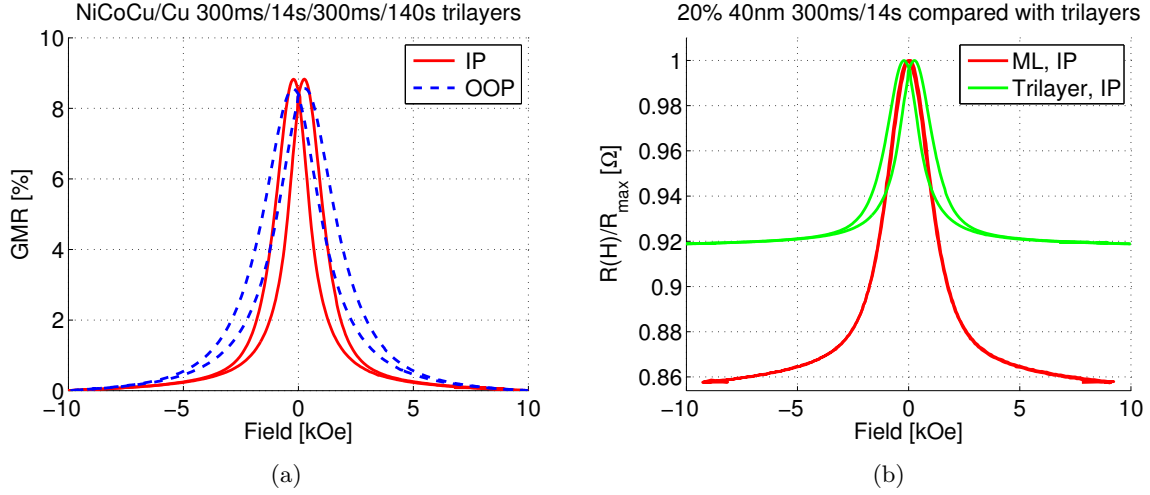 NiCoCu/Cu 300ms/14s/300ms/140s trilayers
10
8
6
4
2
0
GMR [%]
IP
OOP
−10
−5
0
5
10
Field [kOe]
(a)
20% 40nm 300ms/14s compared with trilayers
1
0.98
0.96
0.94
0.92
0.9
0.88
0.86
R(H)/Rmax [Ω]
ML, IP
Trilayer, IP
−10
−5
0
5
10
Field [kOe]
(b)